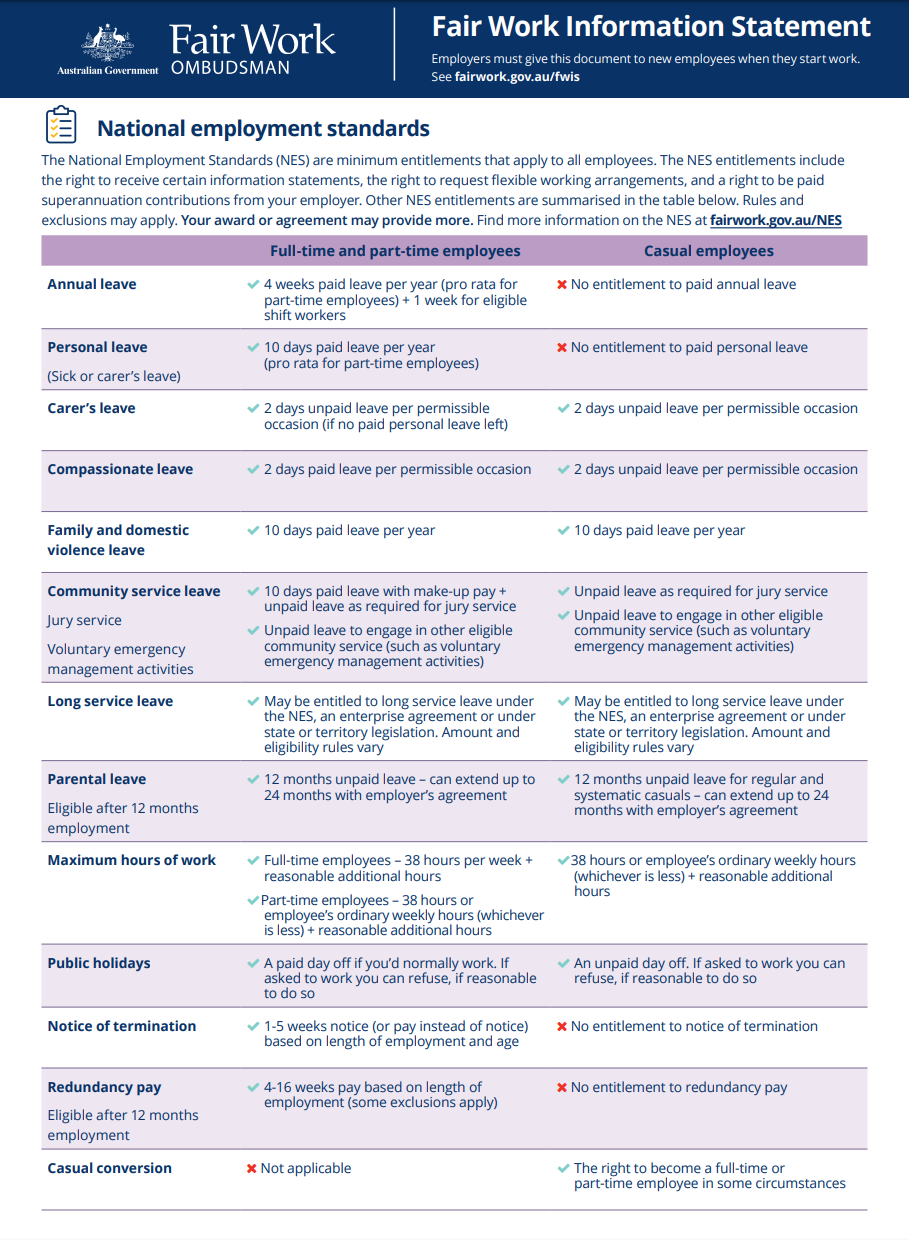 Australian Government
Fair Work
OMBUDSMAN
Fair Work Information Statement
Employers must give this document to new employees when they start work.
See fairwork.gov.au/fwis
National employment standards
The National Employment Standards (NES) are minimum entitlements that apply to all employees. The NES entitlements include
the right to receive certain information statements, the right to request flexible working arrangements, and a right to be paid
superannuation contributions from your employer. Other NES entitlements are summarised in the table below. Rules and
exclusions may apply. Your award or agreement may provide more. Find more information on the NES at fairwork.gov.au/NES
Full-time and part-time employees
Casual employees
Annual leave
✓ 4 weeks paid leave per year (pro rata for
part-time employees) + 1 week for eligible
shift workers
✗ No entitlement to paid annual leave
Personal leave
(Sick or carer’s leave)
✓ 10 days paid leave per year
(pro rata for part-time employees)
✗ No entitlement to paid personal leave
Carer’s leave
✓ 2 days unpaid leave per permissible
occasion (if no paid personal leave left)
✓ 2 days unpaid leave per permissible occasion
Compassionate leave
✓ 2 days paid leave per permissible occasion
✓ 2 days unpaid leave per permissible occasion
Family and domestic
violence leave
✓ 10 days paid leave per year
✓ 10 days paid leave per year
Community service leave
Jury service
Voluntary emergency
management activities
✓ 10 days paid leave with make-up pay +
unpaid leave as required for jury service
✓ Unpaid leave to engage in other eligible
community service (such as voluntary
emergency management activities)
✓ Unpaid leave as required for jury service
✓ Unpaid leave to engage in other eligible
community service (such as voluntary
emergency management activities)
Long service leave
✓ May be entitled to long service leave under
the NES, an enterprise agreement or under
state or territory legislation. Amount and
eligibility rules vary
✓ May be entitled to long service leave under
the NES, an enterprise agreement or under
state or territory legislation. Amount and
eligibility rules vary
Parental leave
Eligible after 12 months
employment
✓ 12 months unpaid leave – can extend up to
24 months with employer’s agreement
✓ 12 months unpaid leave for regular and
systematic casuals – can extend up to 24
months with employer’s agreement
Maximum hours of work
✓ Full-time employees – 38 hours per week +
reasonable additional hours
✓Part-time employees – 38 hours or
employee’s ordinary weekly hours (whichever
is less) + reasonable additional hours
✓38 hours or employee’s ordinary weekly hours
(whichever is less) + reasonable additional
hours
Public holidays
✓ A paid day off if you’d normally work. If
asked to work you can refuse, if reasonable
to do so
✓ An unpaid day off. If asked to work you can
refuse, if reasonable to do so
Notice of termination
✓ 1-5 weeks notice (or pay instead of notice)
based on length of employment and age
✗ No entitlement to notice of termination
Redundancy pay
Eligible after 12 months
employment
✓ 4-16 weeks pay based on length of
employment (some exclusions apply)
✗ No entitlement to redundancy pay
Casual conversion
✗ Not applicable
✓ The right to become a full-time or
part-time employee in some circumstances